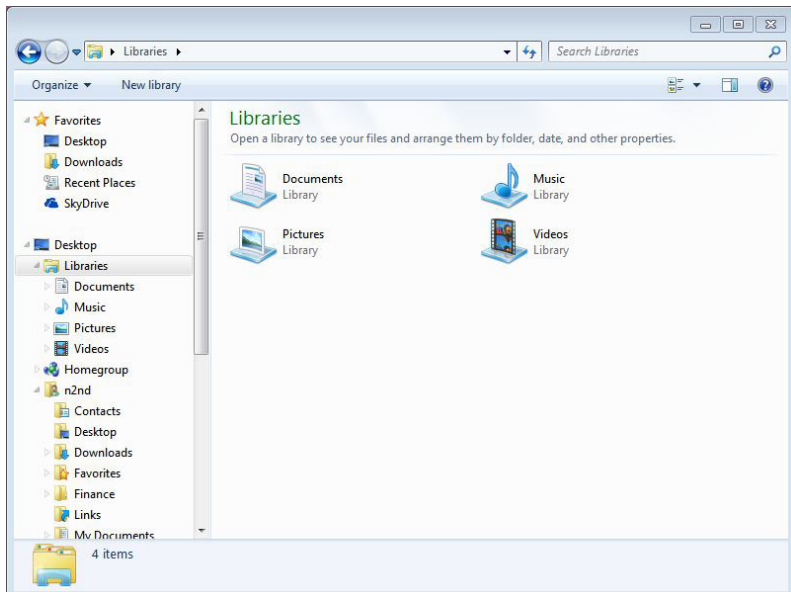 Libraries
Search Libraries
Organize
New library
Favorites
Desktop
Downloads
Recent Places
SkyDrive
Desktop
Libraries
Documents
Music
Pictures
Videos
Homegroup
n2nd
Contacts
Desktop
Downloads
Favorites
Finance
Links
My Documents
Libraries
Open a library to see your files and arrange them by folder, date, and other properties.
Documents
Library
Music
Library
Pictures
Library
Videos
Library
4 items